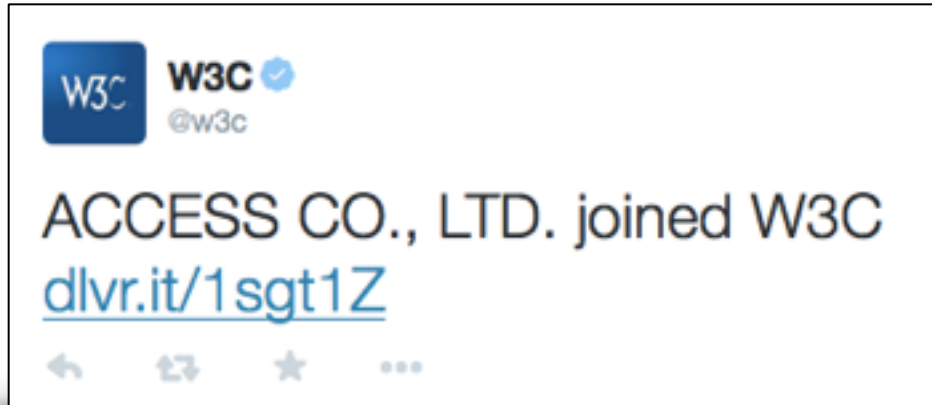 W3C
W3C
@w3c
ACCESS CO., LTD. joined W3C
dlvr.it/1sgt1Z